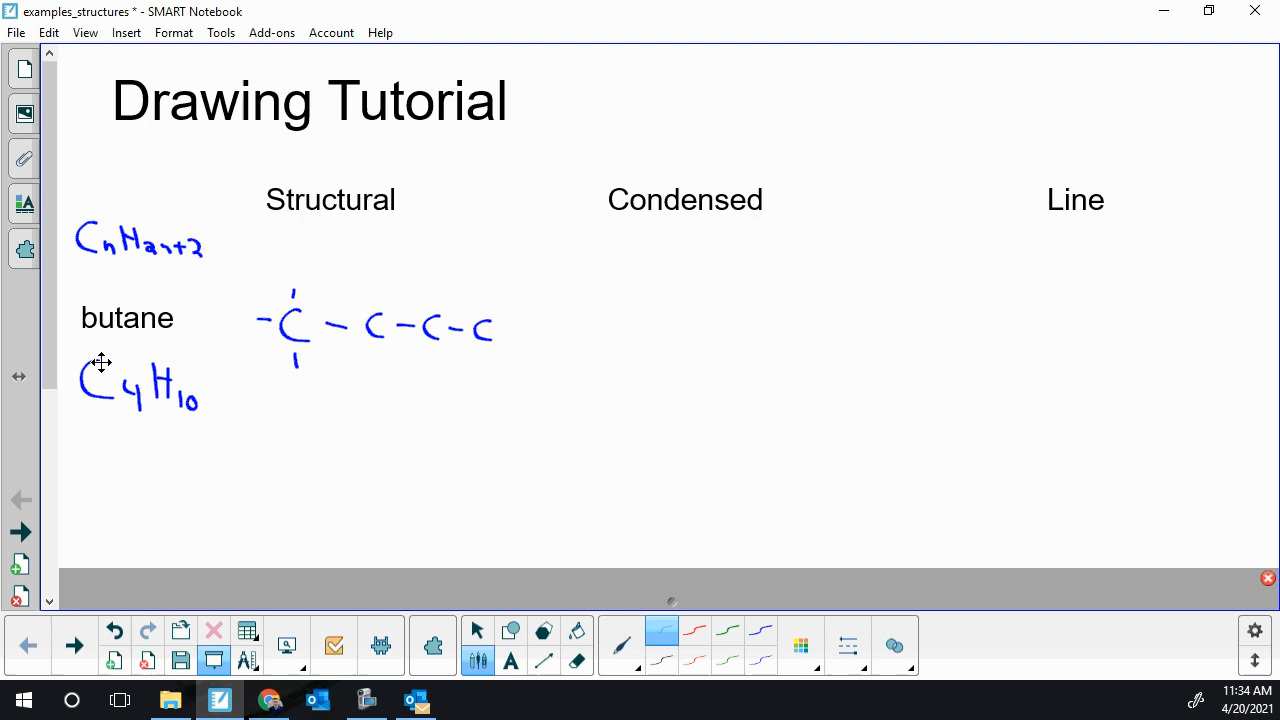 examples_structures * - SMART Notebook
File Edit View Insert Format Tools Add-ons Account Help
Drawing Tutorial
Structural Condensed Line
CnH2n+2
butane
- C - C - C - C
C4H10
11:34 AM
4/20/2021